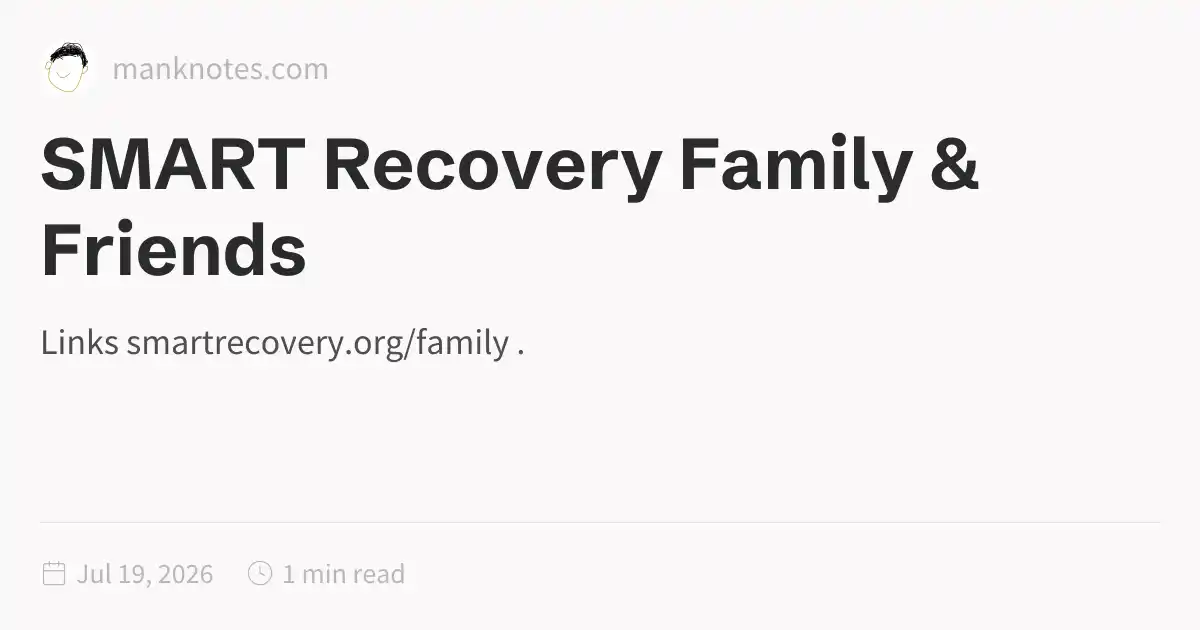 manknotes.com
SMART Recovery Family &
Friends
Links smartrecovery.org/family .
Jul 19, 2026 1 min read